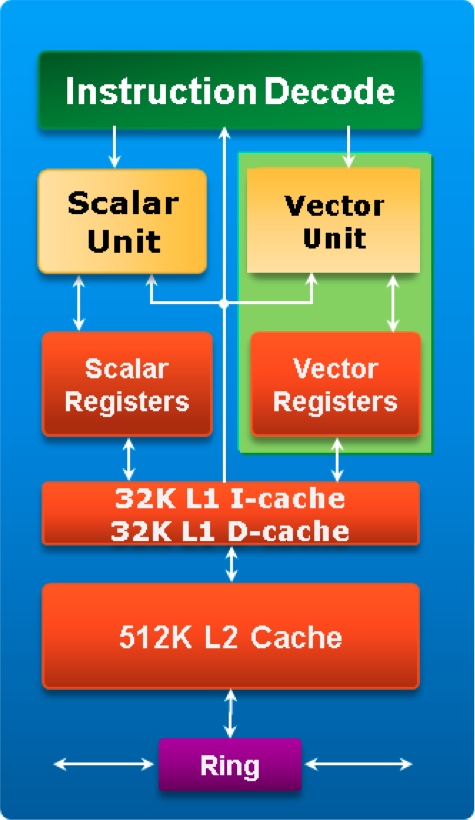 Instruction Decode
Scalar
Unit
Vector
Unit
Scalar
Registers
Vector
Registers
32K L1 I-cache
32K L1 D-cache
512K L2 Cache
Ring